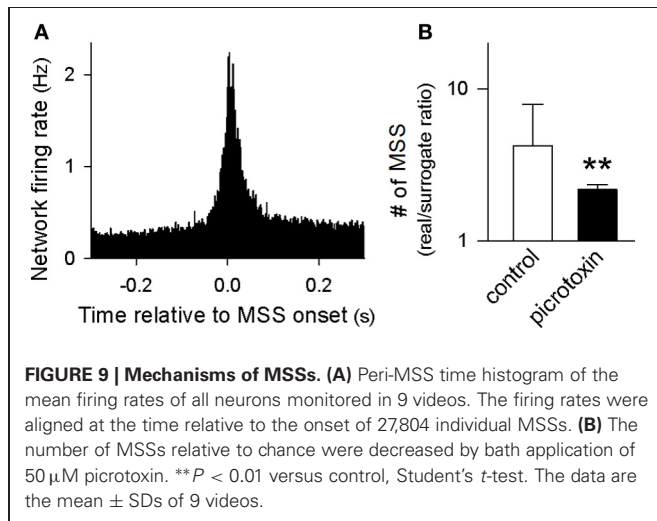 A
B
Network firing rate (Hz)
2
1
0
-0.2
0.0
0.2
Time relative to MSS onset (s)
# of MSS
(real/surrogate ratio)
10
1
**
control
picrotoxin
FIGURE 9 | Mechanisms of MSSs. (A) Peri-MSS time histogram of the
mean firing rates of all neurons monitored in 9 videos. The firing rates were
aligned at the time relative to the onset of 27,804 individual MSSs. (B) The
number of MSSs relative to chance were decreased by bath application of
50 μM picrotoxin. **P < 0.01 versus control, Student's t-test. The data are
the mean ± SDs of 9 videos.